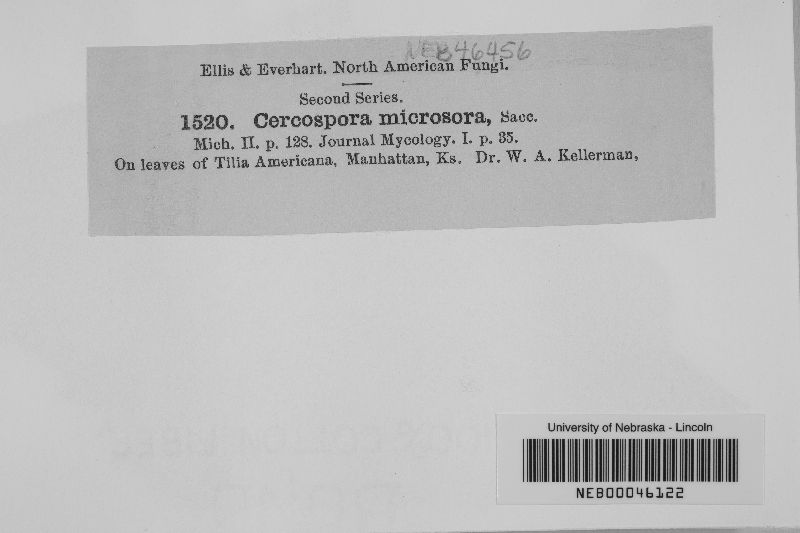 NEB46456
Ellis & Everhart. North American Fungi.
Second Series.
1520. Cercospora microsora, Sacc.
Mich. II. p. 128. Journal Mycology. I. p. 35.
On leaves of Tilia Americana, Manhattan, Ks. Dr. W. A. Kellerman,
University of Nebraska - Lincoln
NEB00046122